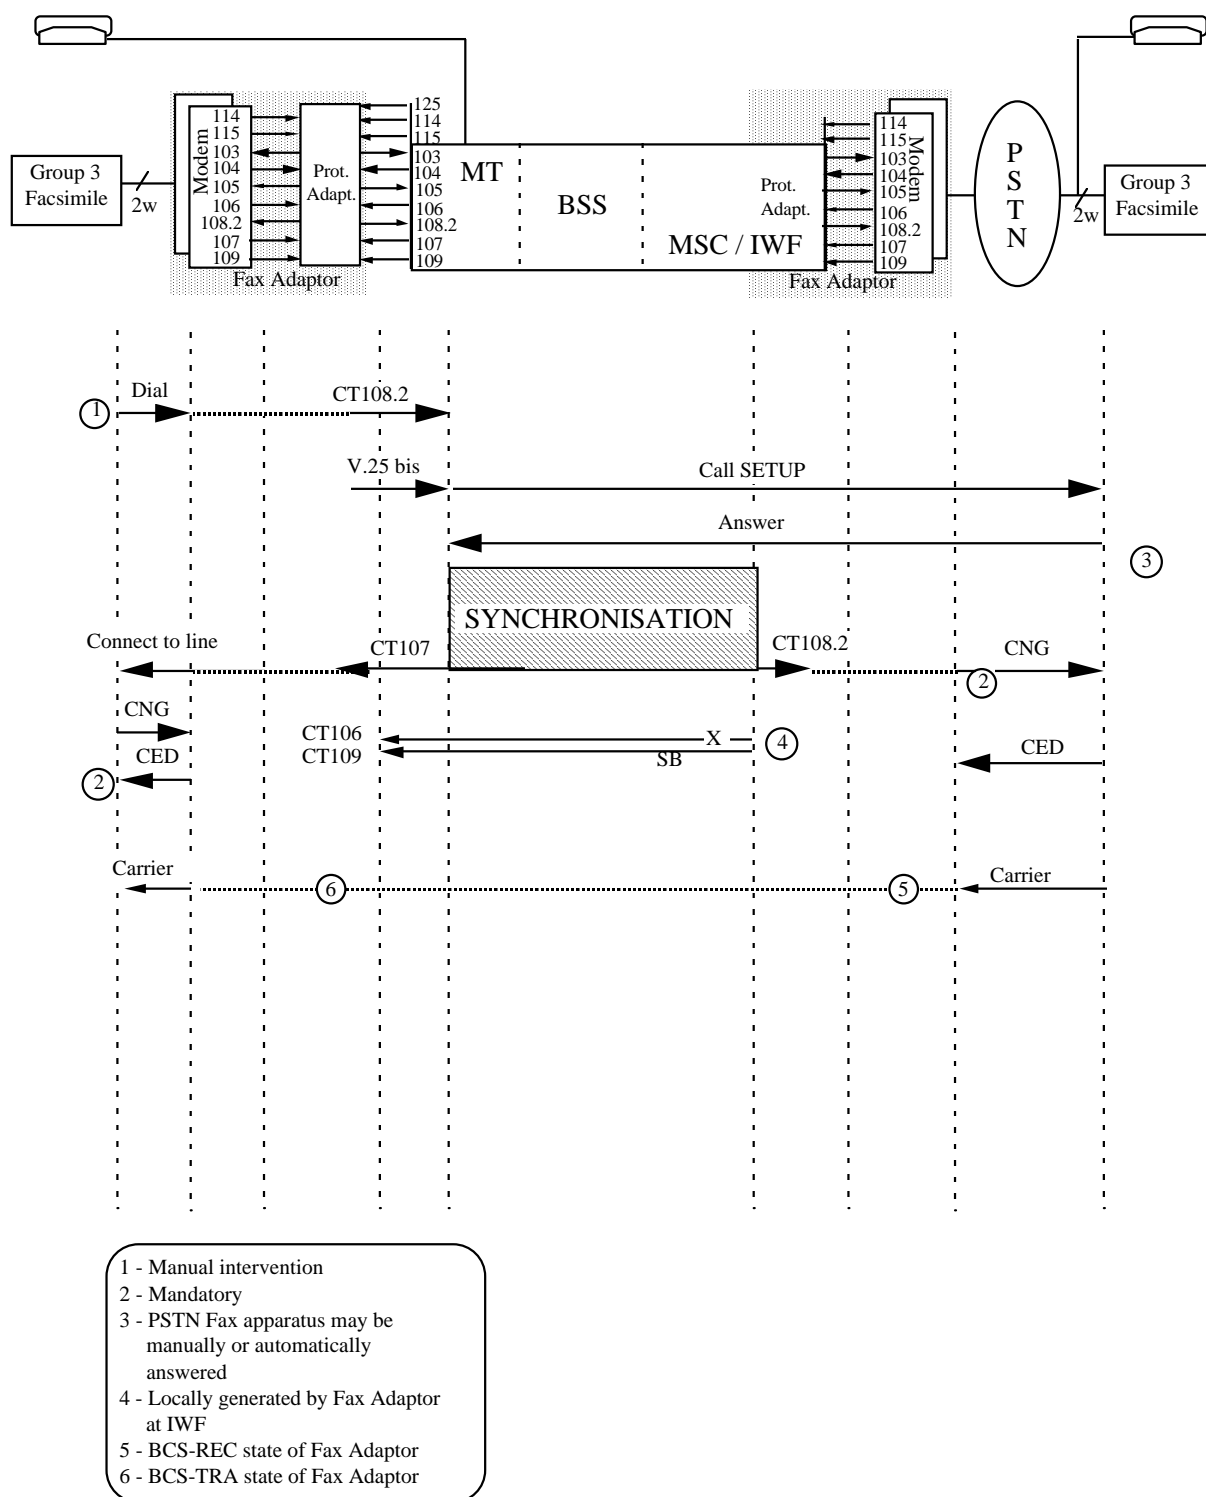 114
115
103
104
105
106
108.2
107
109
Modem
Group 3
Facsimile
2w
Prot.
Adapt.
Fax Adaptor
125
114
115
103
104
105
106
108.2
107
109
MT
BSS
MSC / IWF
Prot.
Adapt.
Fax Adaptor
114
115
103
104
105
106
108.2
107
109
Modem
P
S
T
N
2w
Group 3
Facsimile
1
Dial
CT108.2
V.25 bis
Call SETUP
Answer
3
SYNCHRONISATION
Connect to line
CT107
CT108.2
2
CNG
CNG
CT106
X
4
CT109
SB
CED
2
CED
Carrier
6
5
Carrier
1 - Manual intervention
2 - Mandatory
3 - PSTN Fax apparatus may be
manually or automatically
answered
4 - Locally generated by Fax Adaptor
at IWF
5 - BCS-REC state of Fax Adaptor
6 - BCS-TRA state of Fax Adaptor